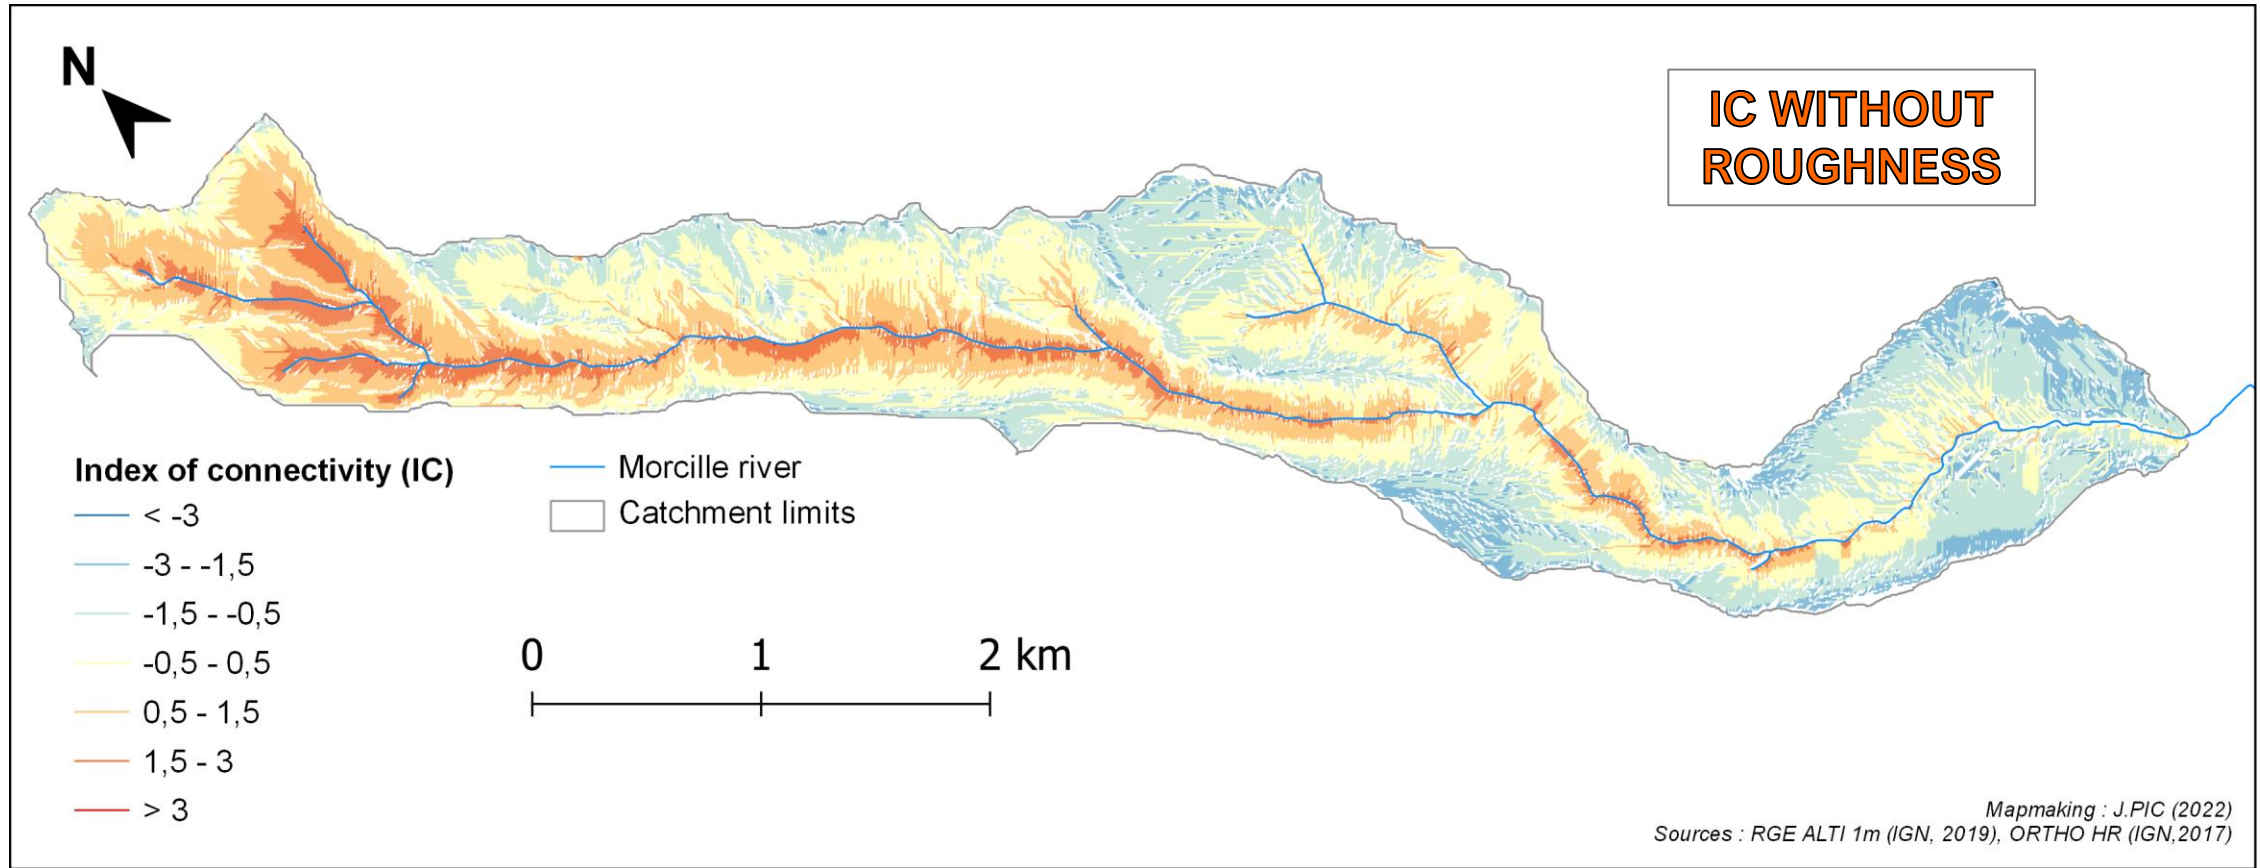 N
IC WITHOUT
ROUGHNESS
Index of connectivity (IC)
< -3
-3 - -1,5
-1,5 - -0,5
-0,5 - 0,5
0,5 - 1,5
1,5 - 3
> 3
Morcille river
Catchment limits
0 1 2 km
Mapmaking : J.PIC (2022)
Sources : RGE ALTI 1m (IGN, 2019), ORTHO HR (IGN,2017)